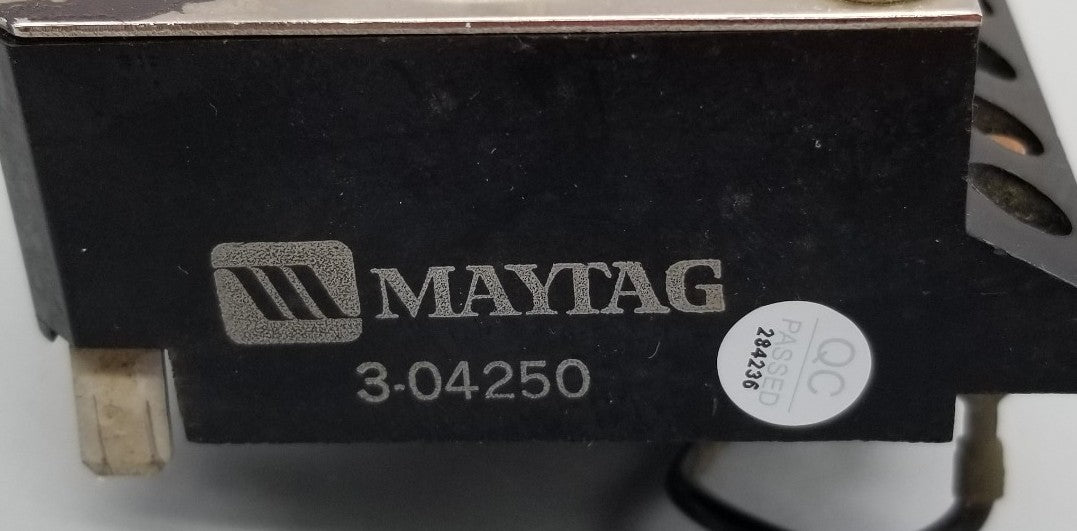 MAYTAG
3-04250
QC
PASSED
284236